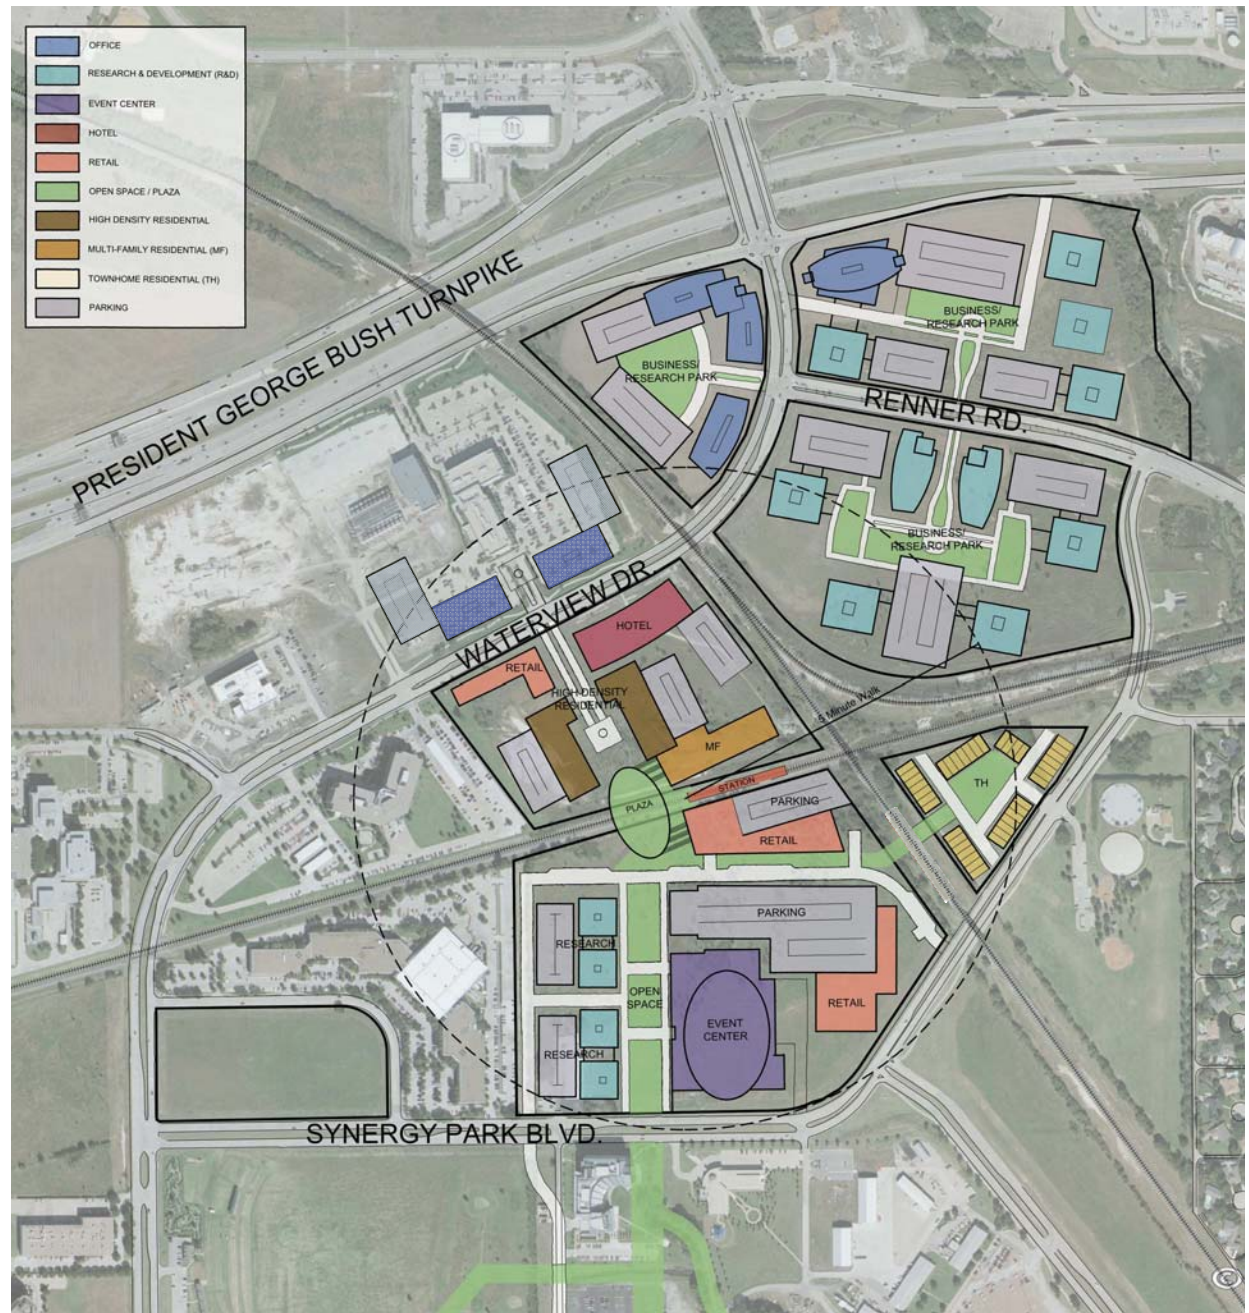 OFFICE
RESEARCH & DEVELOPMENT (R&D)
EVENT CENTER
HOTEL
RETAIL
OPEN SPACE / PLAZA
HIGH DENSITY RESIDENTIAL
MULTI-FAMILY RESIDENTIAL (MF)
TOWNHOME RESIDENTIAL (TH)
PARKING
PRESIDENT GEORGE BUSH TURNPIKE
BUSINESS/
RESEARCH PARK
BUSINESS/
RESEARCH PARK
RENNER RD.
BUSINESS/
RESEARCH PARK
WATERVIEW DR.
HOTEL
RETAIL
HIGH DENSITY
RESIDENTIAL
5 Minute Walk
MF
STATION
PLAZA
PARKING
RETAIL
TH
PARKING
RESEARCH
OPEN
SPACE
RETAIL
EVENT
CENTER
RESEARCH
SYNERGY PARK BLVD.